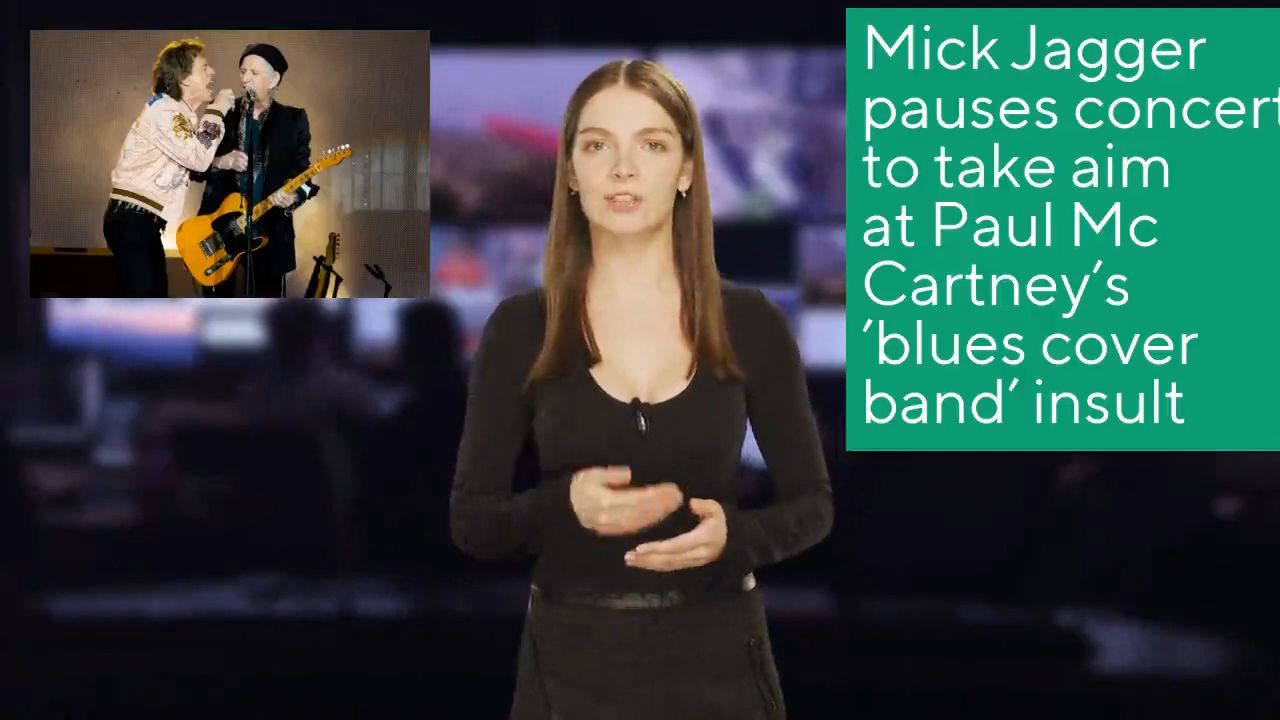 Mick Jagger
pauses concert
to take aim
at Paul Mc
Cartney's
'blues cover
band' insult